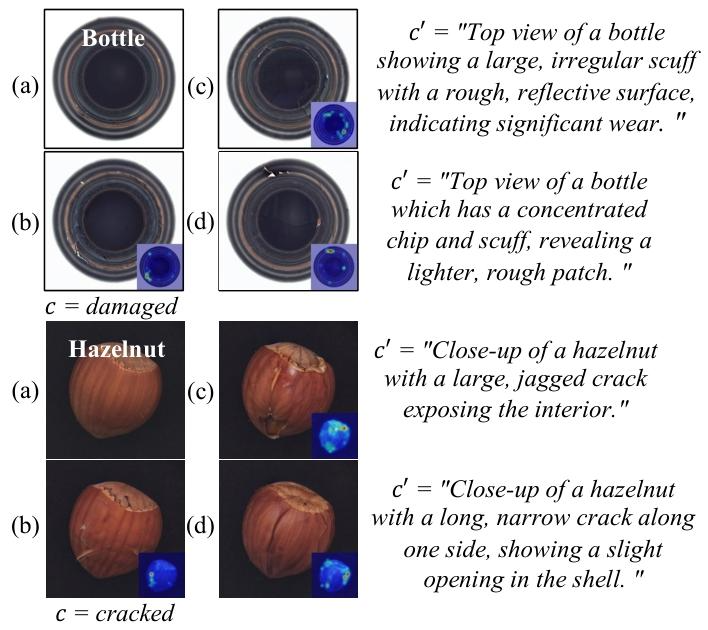 Bottle
(a)
(c)
c′ = "Top view of a bottle
showing a large, irregular scuff
with a rough, reflective surface,
indicating significant wear. "
(b)
(d)
c′ = "Top view of a bottle
which has a concentrated
chip and scuff, revealing a
lighter, rough patch. "
c = damaged
Hazelnut
(a)
(c)
c′ = "Close-up of a hazelnut
with a large, jagged crack
exposing the interior."
(b)
(d)
c′ = "Close-up of a hazelnut
with a long, narrow crack along
one side, showing a slight
opening in the shell. "
c = cracked